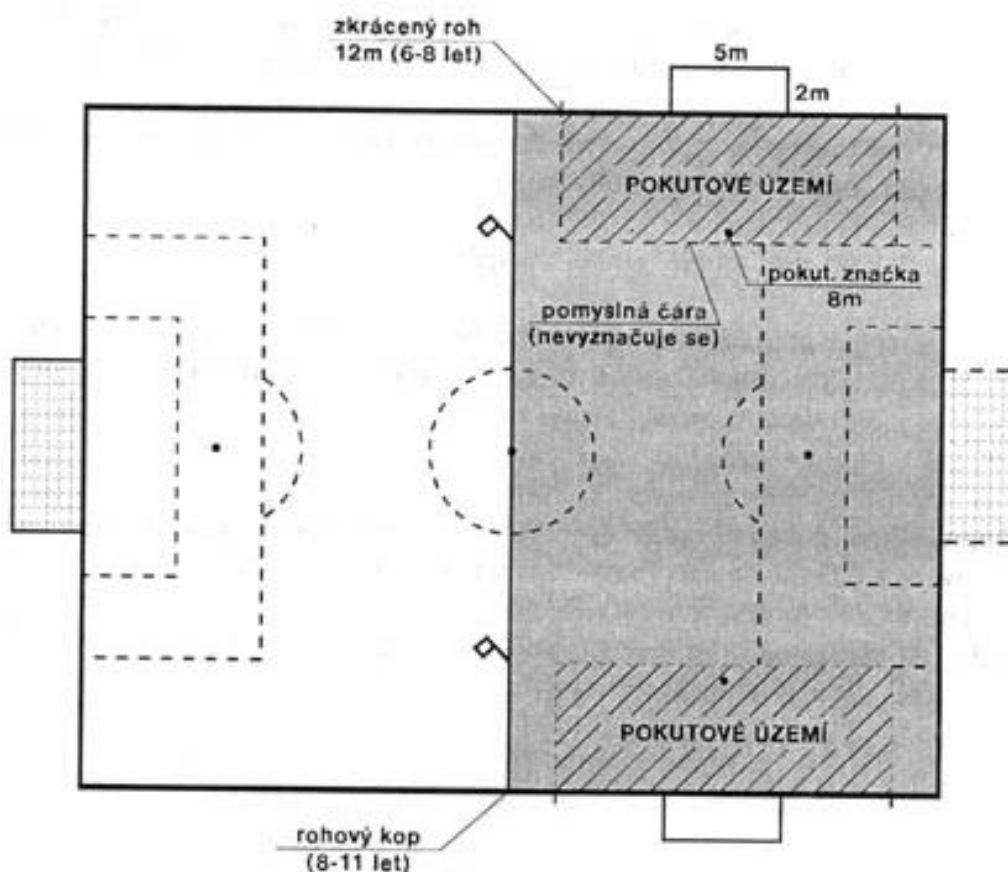 zkrácený roh
12m (6-8 let)
5m
2m
POKUTOVÉ ÚZEMÍ
pokut. značka
8m
pomyslná čára
(nevyznačuje se)
POKUTOVÉ ÚZEMÍ
rohový kop
(8-11 let)